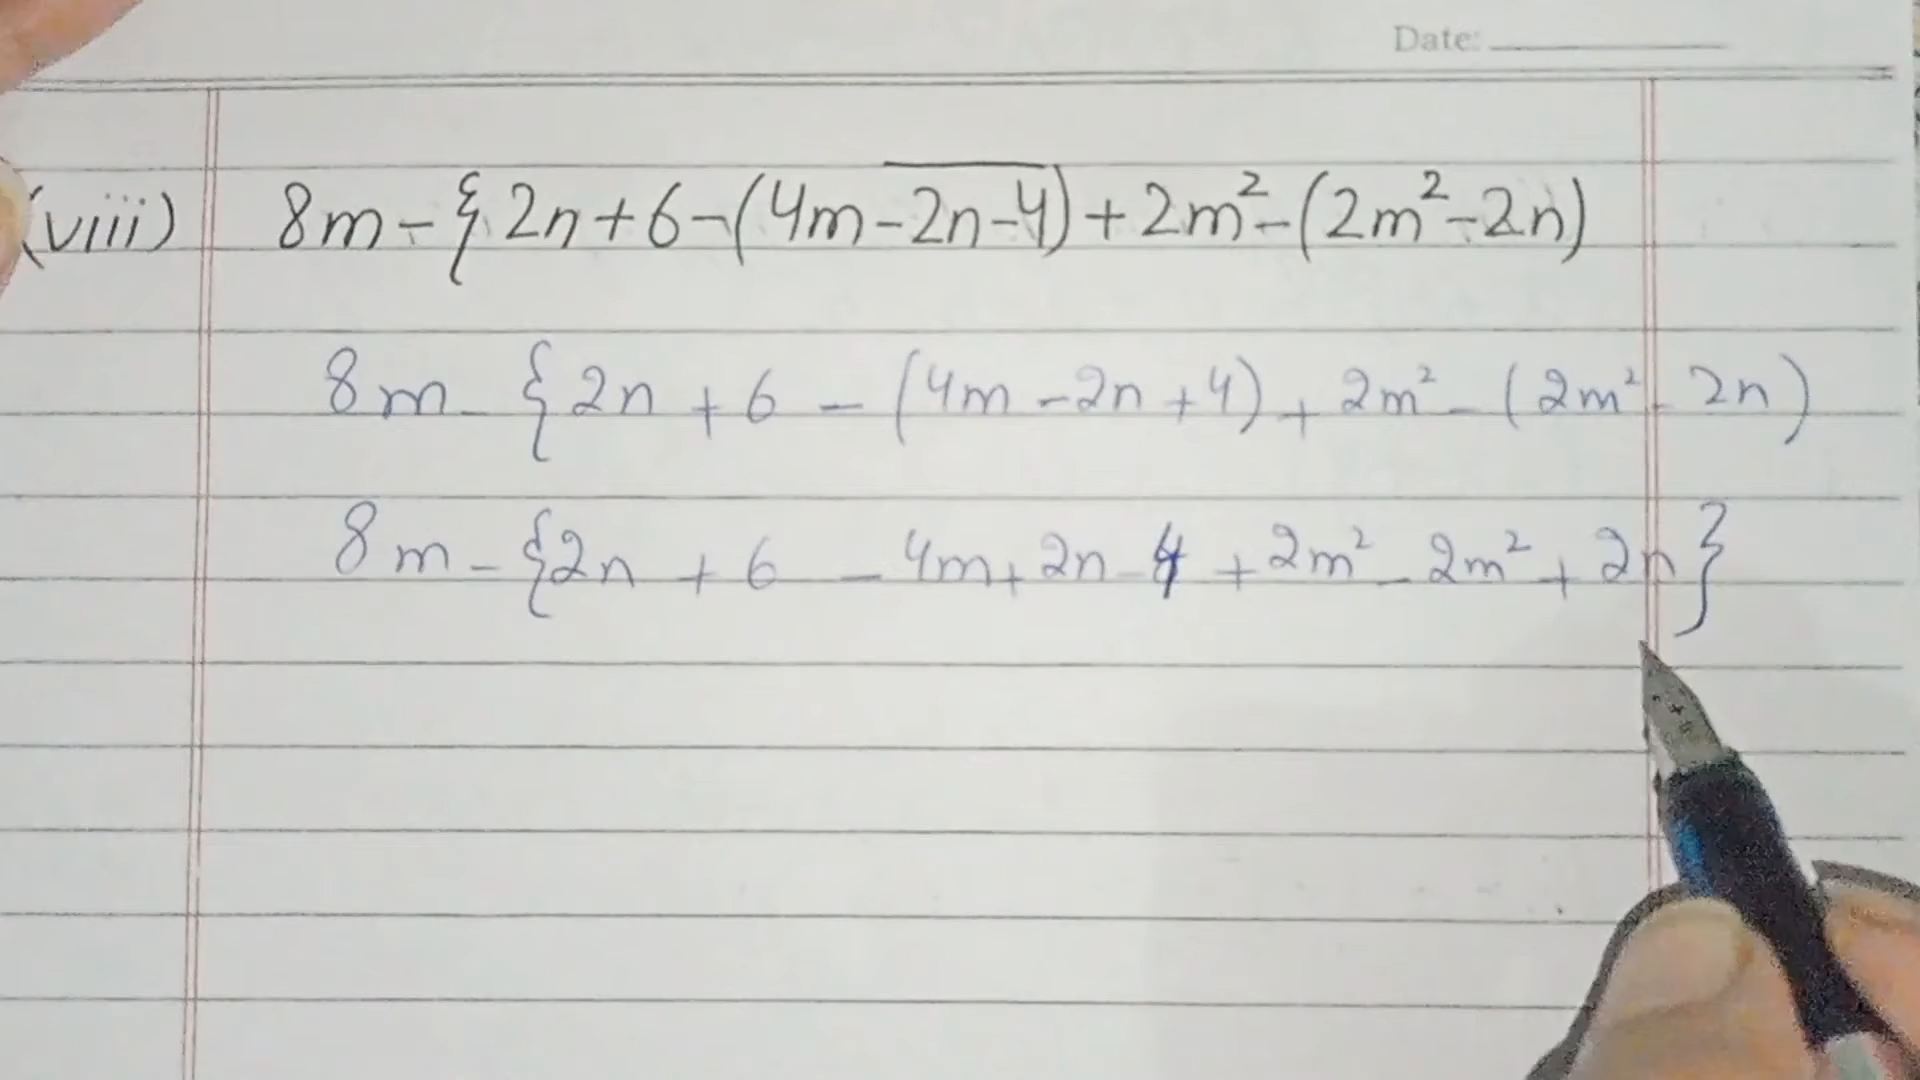 Date:
(viii) 8m-{2n+6-(4m-2n-4)+2m²-(2m²-2n)
8m-{2n+6-(4m-2n+4)+2m²-(2m²-2n)
8m-{2n+6-4m+2n-4+2m²-2m²+2n}